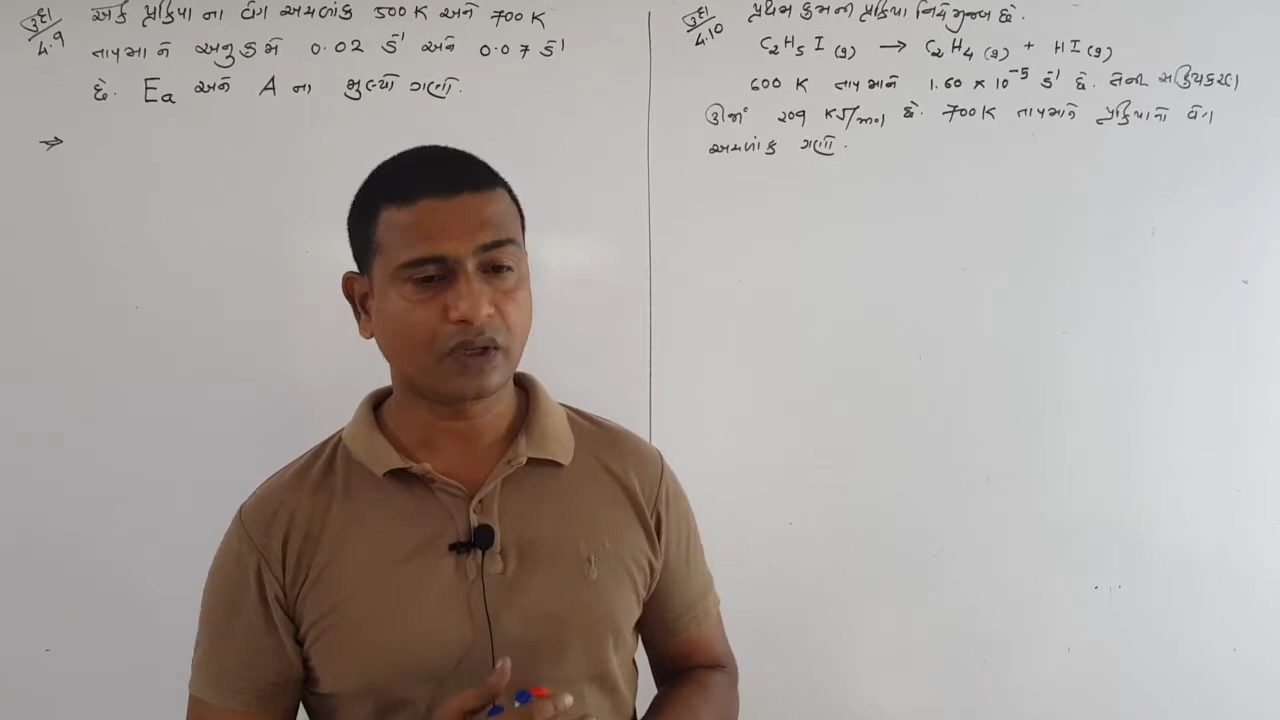 ઉદા 4.9
એક પ્રક્રિયા ના વેગ અચળાંક 500 K અને 700 K
તાપમાને અનુક્રમે 0.02 s⁻¹ અને 0.07 s⁻¹
છે. Ea અને A ના મુલ્યો ગણો.
→
ઉદા 4.10
પ્રથમ ક્રમની પ્રક્રિયા નિચે મુજબ છે.
C₂H₅ I (g) → C₂H₄ (g) + HI (g)
600 K તાપમાને 1.60 × 10⁻⁵ s⁻¹ છે. તેની સક્રિયકરણ
ઊર્જા 209 KJ/mol છે. 700K તાપમાને પ્રક્રિયાનો વેગ
અચળાંક ગણો.